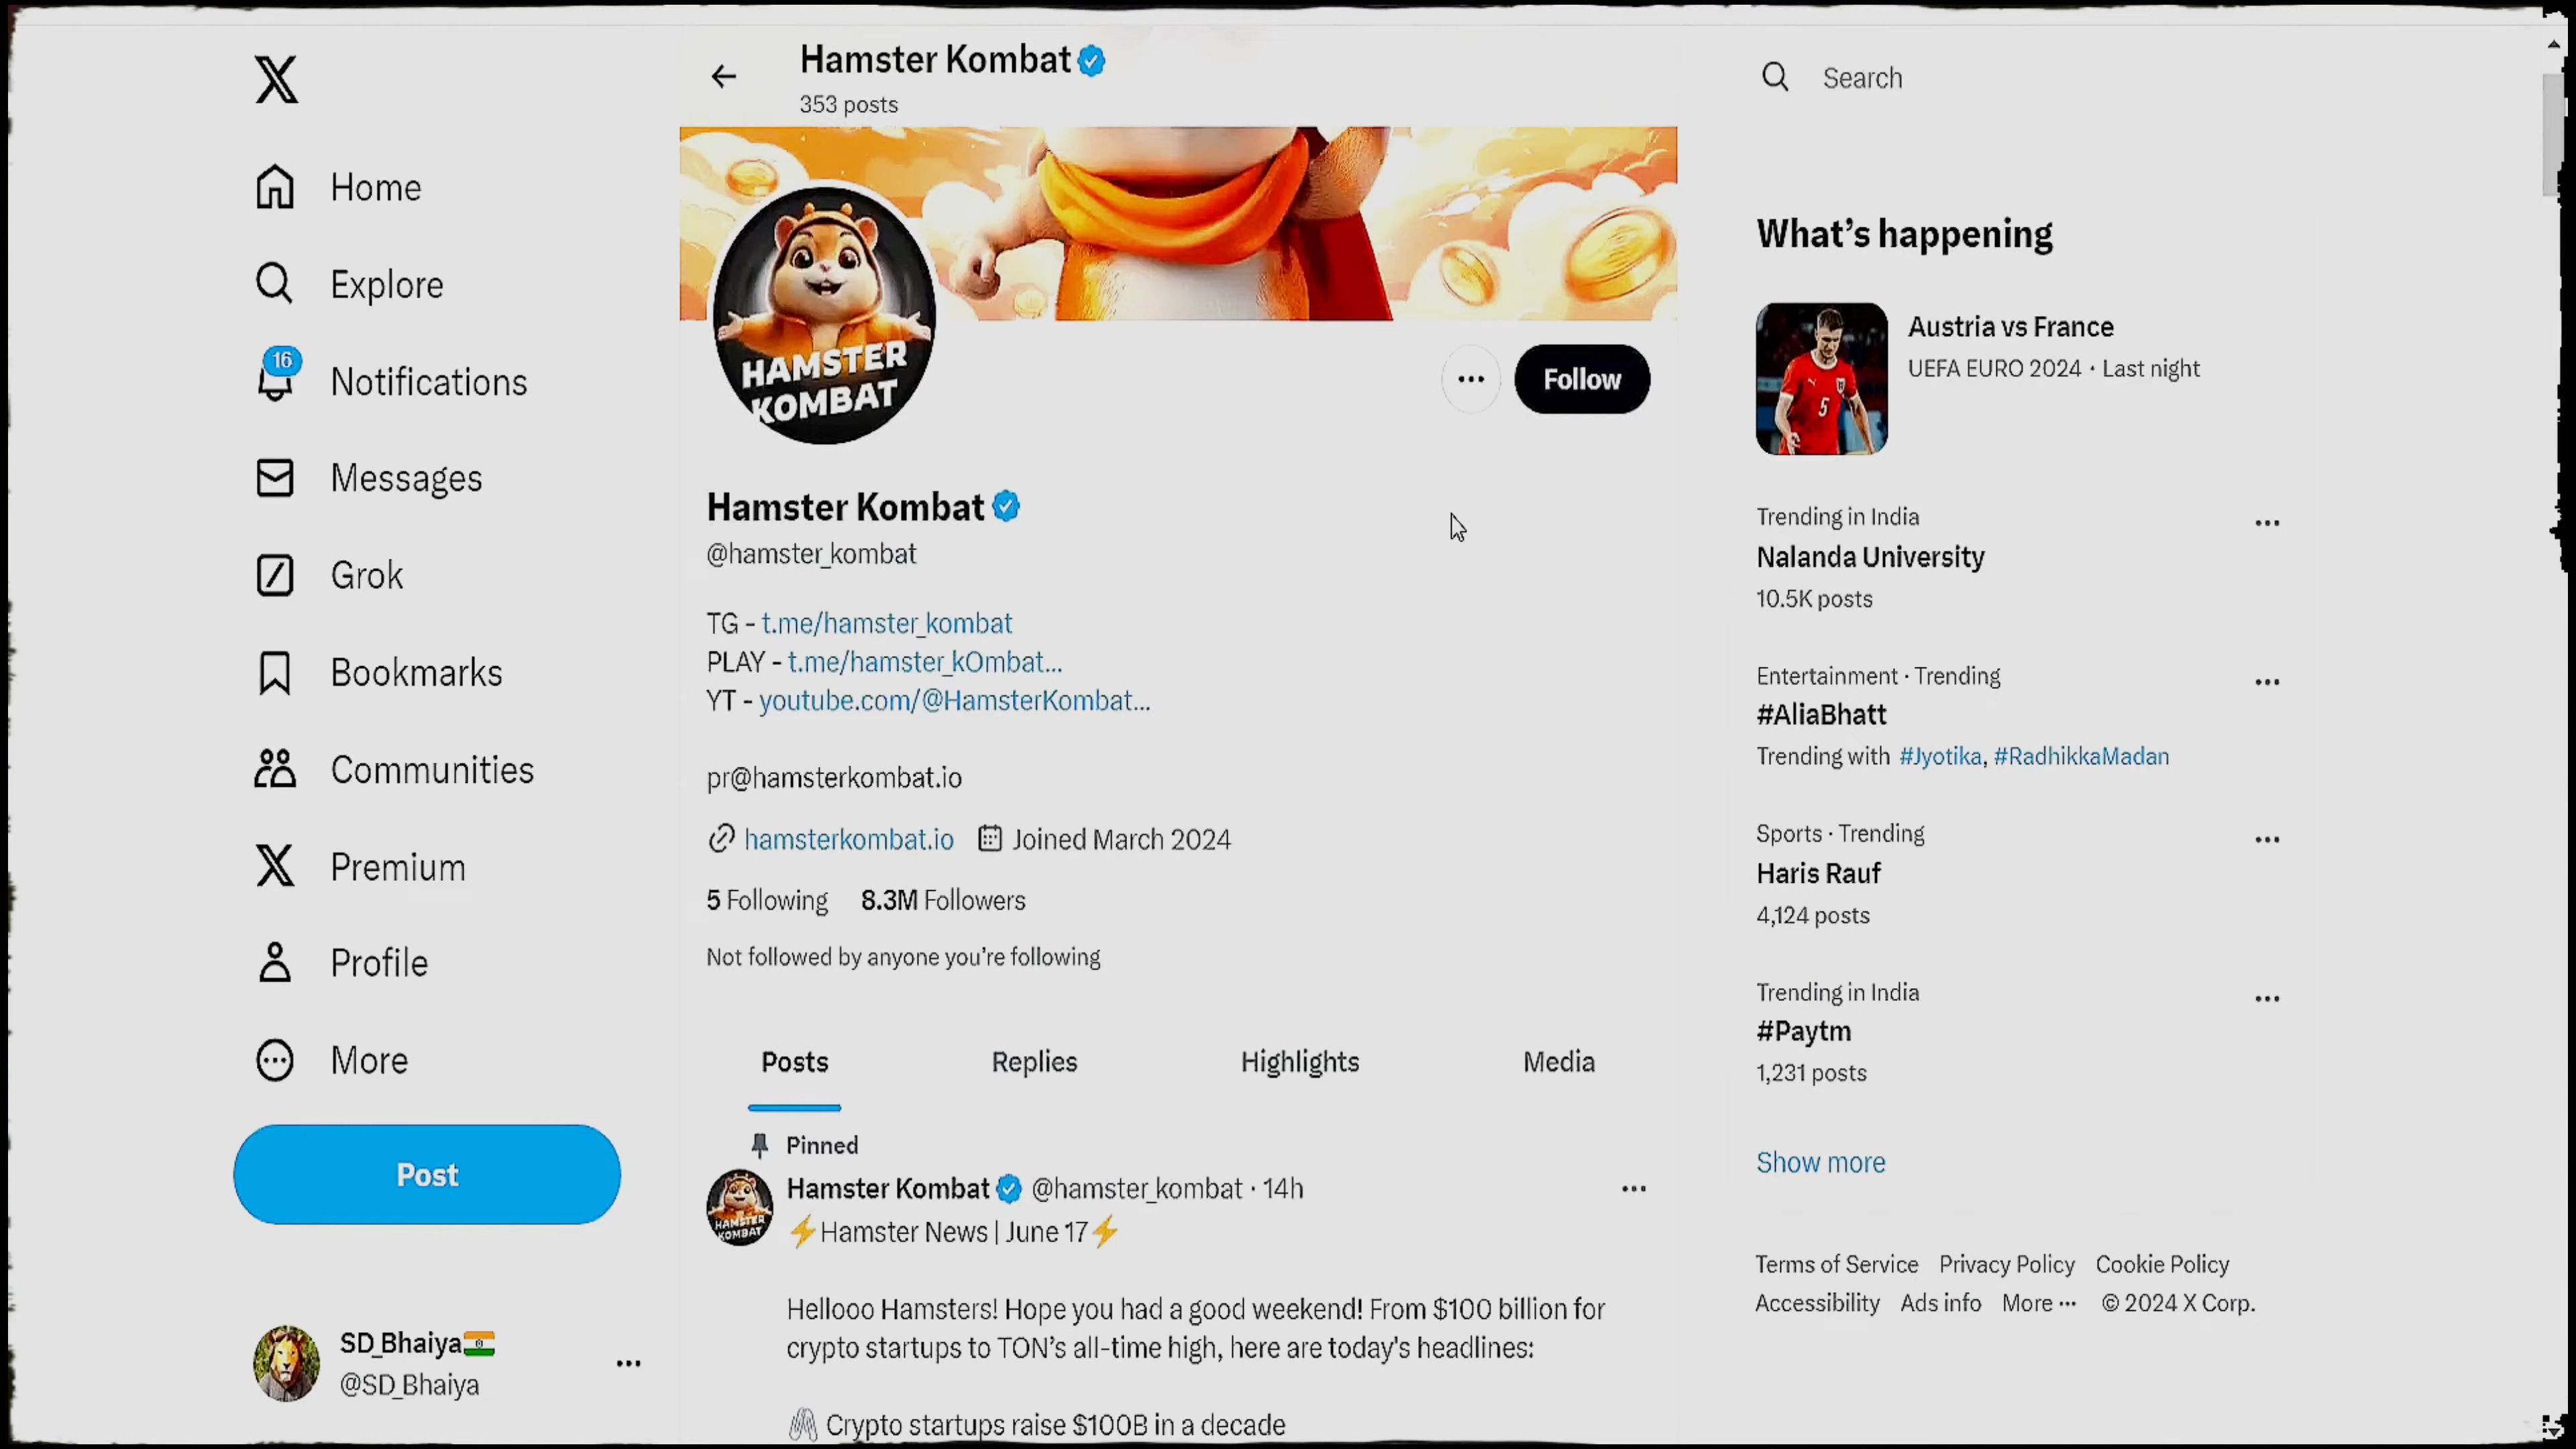 Home
Explore
16
Notifications
Messages
Grok
Bookmarks
Communities
Premium
Profile
More
Post
SD_Bhaiya🇮🇳
@SD_Bhaiya
Hamster Kombat
353 posts
HAMSTER
KOMBAT
Follow
Hamster Kombat
@hamster_kombat
TG - t.me/hamster_kombat
PLAY - t.me/hamster_kOmbat...
YT - youtube.com/@HamsterKombat...
pr@hamsterkombat.io
hamsterkombat.io Joined March 2024
5 Following 8.3M Followers
Not followed by anyone you're following
Posts Replies Highlights Media
Pinned
Hamster Kombat @hamster_kombat · 14h
⚡Hamster News | June 17⚡
Hellooo Hamsters! Hope you had a good weekend! From $100 billion for
crypto startups to TON's all-time high, here are today's headlines:
Crypto startups raise $100B in a decade
HAMSTER
KOMBAT
Search
What's happening
Austria vs France
UEFA EURO 2024 · Last night
5
Trending in India
Nalanda University
10.5K posts
Entertainment · Trending
#AliaBhatt
Trending with #Jyotika, #RadhikkaMadan
Sports · Trending
Haris Rauf
4,124 posts
Trending in India
#Paytm
1,231 posts
Show more
Terms of Service Privacy Policy Cookie Policy
Accessibility Ads info More ··· © 2024 X Corp.